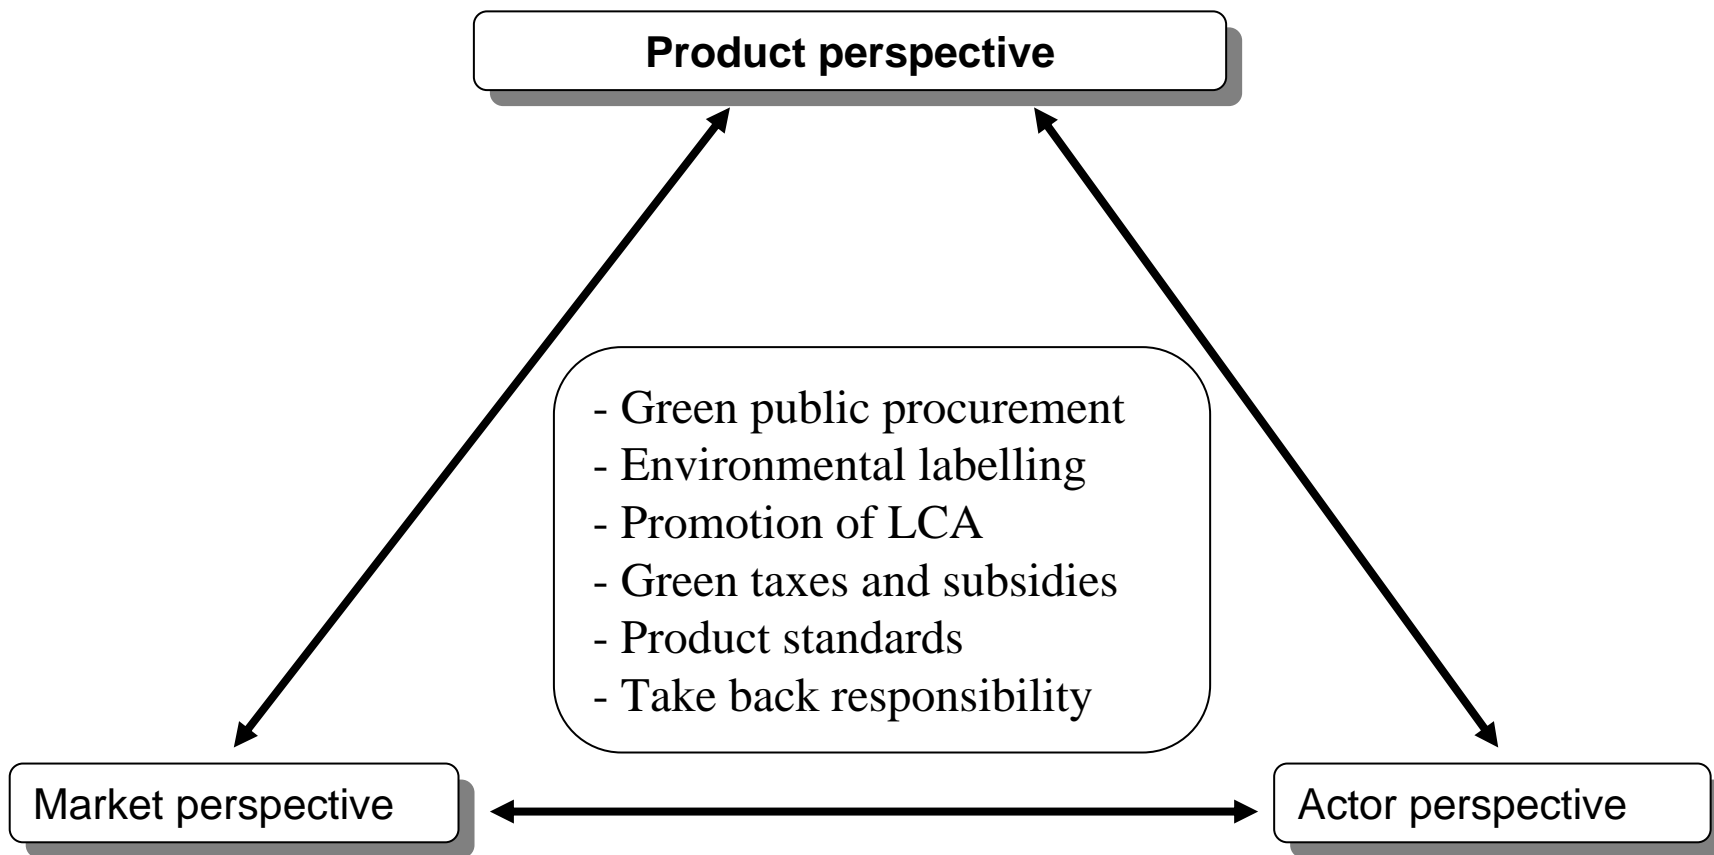 Product perspective
- Green public procurement
- Environmental labelling
- Promotion of LCA
- Green taxes and subsidies
- Product standards
- Take back responsibility
Market perspective
Actor perspective